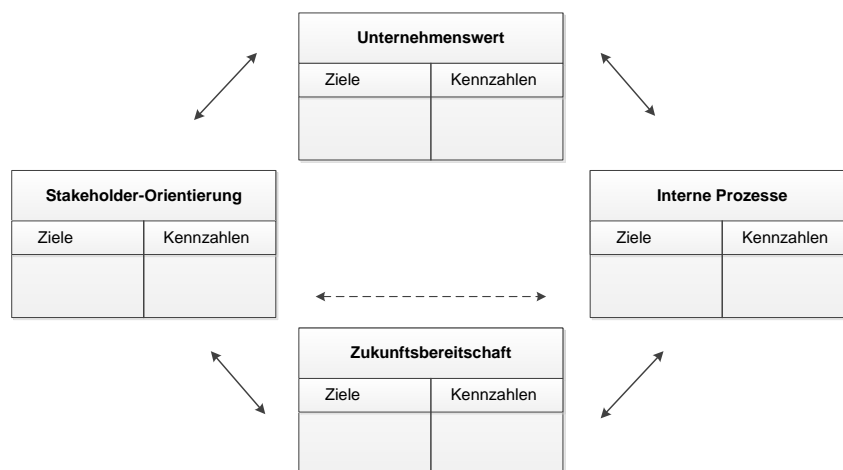 Unternehmenswert
Ziele Kennzahlen
Stakeholder-Orientierung
Ziele Kennzahlen
Interne Prozesse
Ziele Kennzahlen
Zukunftsbereitschaft
Ziele Kennzahlen